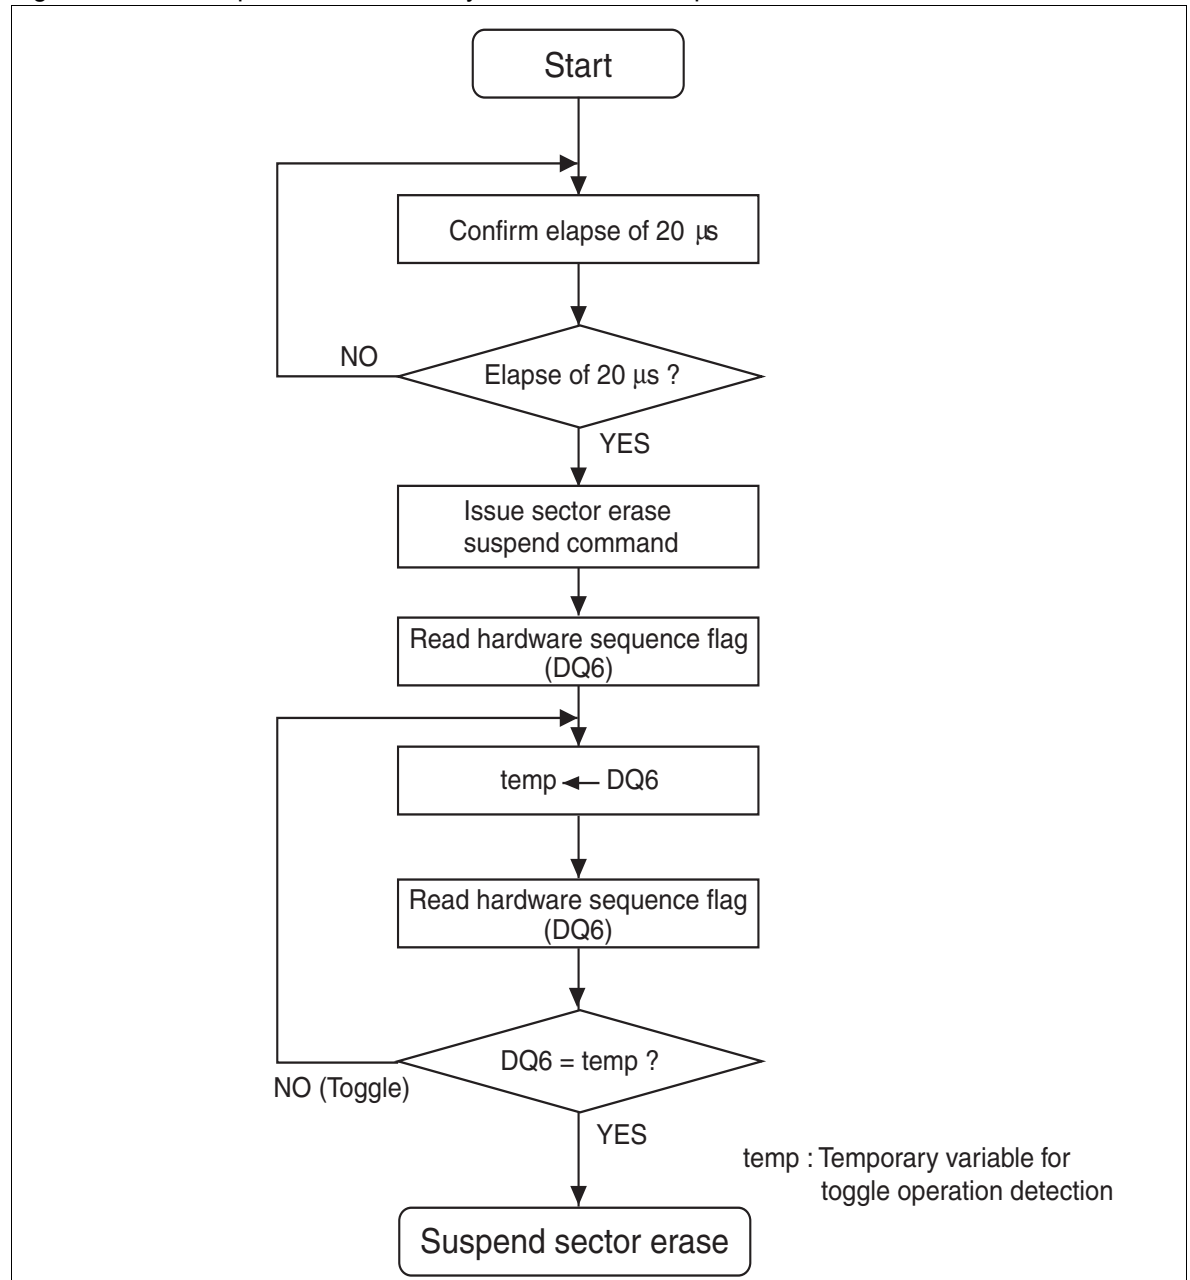 Start
Confirm elapse of 20 μs
NO
Elapse of 20 μs ?
YES
Issue sector erase
suspend command
Read hardware sequence flag
(DQ6)
temp ← DQ6
Read hardware sequence flag
(DQ6)
DQ6 = temp ?
NO (Toggle)
YES
temp : Temporary variable for
toggle operation detection
Suspend sector erase